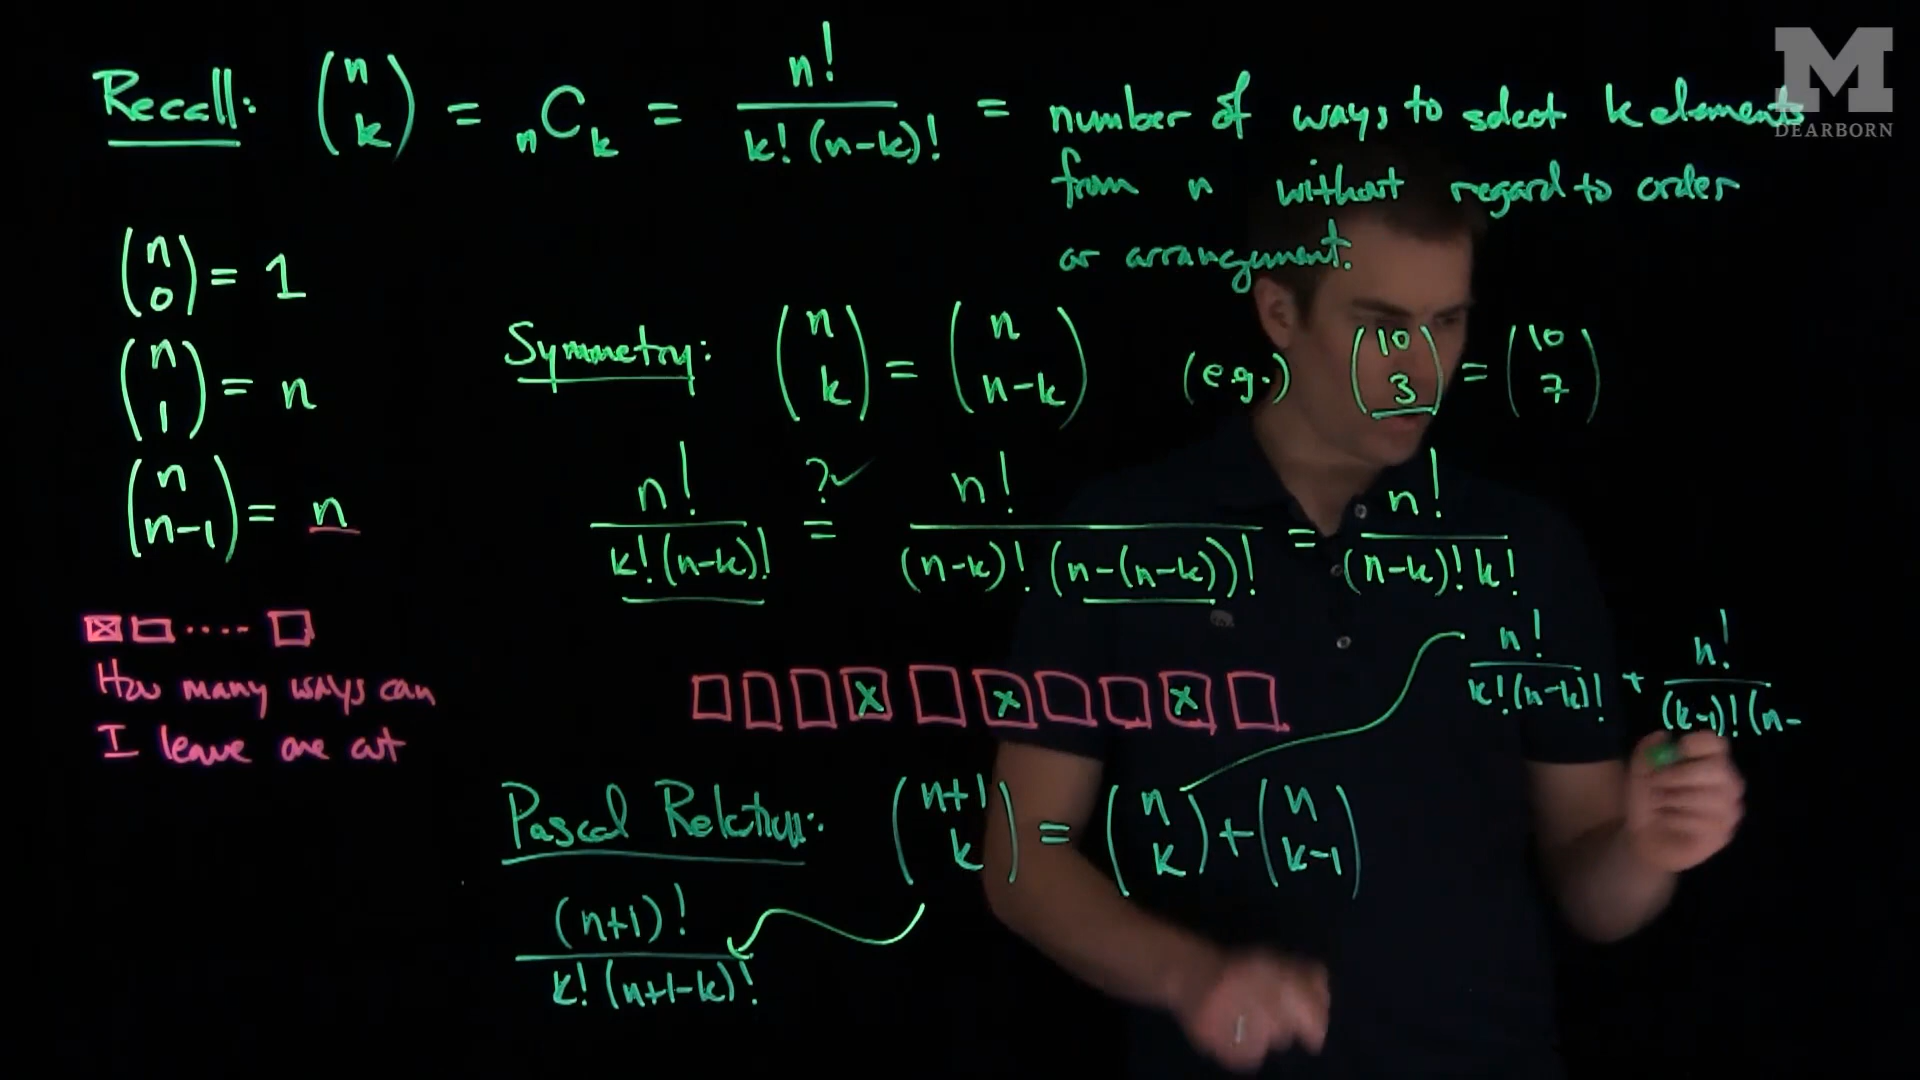 Recall: (n k) = nCk = n! / k! (n-k)! = number of ways to select k elements
from n without regard to order
or arrangement.
M
DEARBORN
(n 0) = 1
(n 1) = n
(n n-1) = n
Symmetry: (n k) = (n n-k) (e.g.) (10 3) = (10 7)
n! / k! (n-k)! =? ✓ n! / (n-k)! (n-(n-k))! = n! / (n-k)! k!
How many ways can
I leave one out
x x x
n! / k! (n-k)! + n! / (k-1)! (n-
Pascal Relation: (n+1 k) = (n k) + (n k-1)
(n+1)! / k! (n+1-k)!